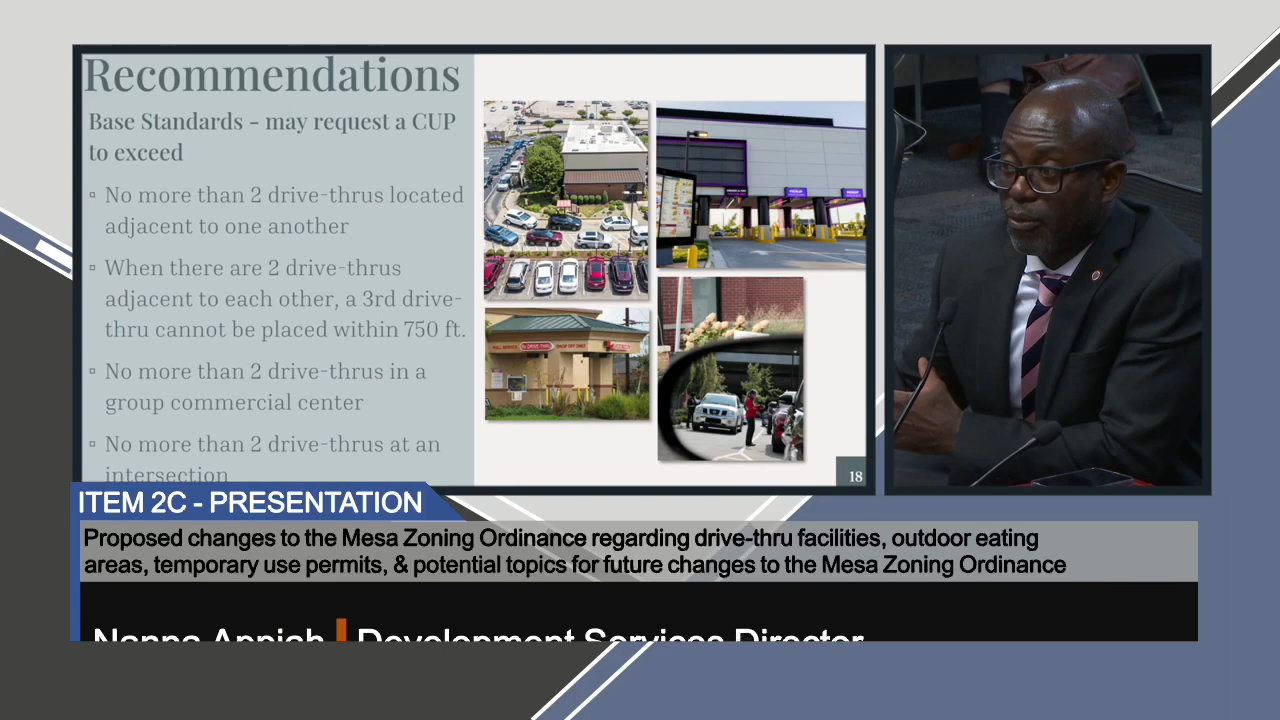 Recommendations
Base Standards - may request a CUP
to exceed
▫ No more than 2 drive-thrus located
adjacent to one another
▫ When there are 2 drive-thrus
adjacent to each other, a 3rd drive-
thru cannot be placed within 750 ft.
▫ No more than 2 drive-thrus in a
group commercial center
▫ No more than 2 drive-thrus at an
intersection
18
ITEM 2C - PRESENTATION
Proposed changes to the Mesa Zoning Ordinance regarding drive-thru facilities, outdoor eating
areas, temporary use permits, & potential topics for future changes to the Mesa Zoning Ordinance
Nanna Appiah Development Services Director